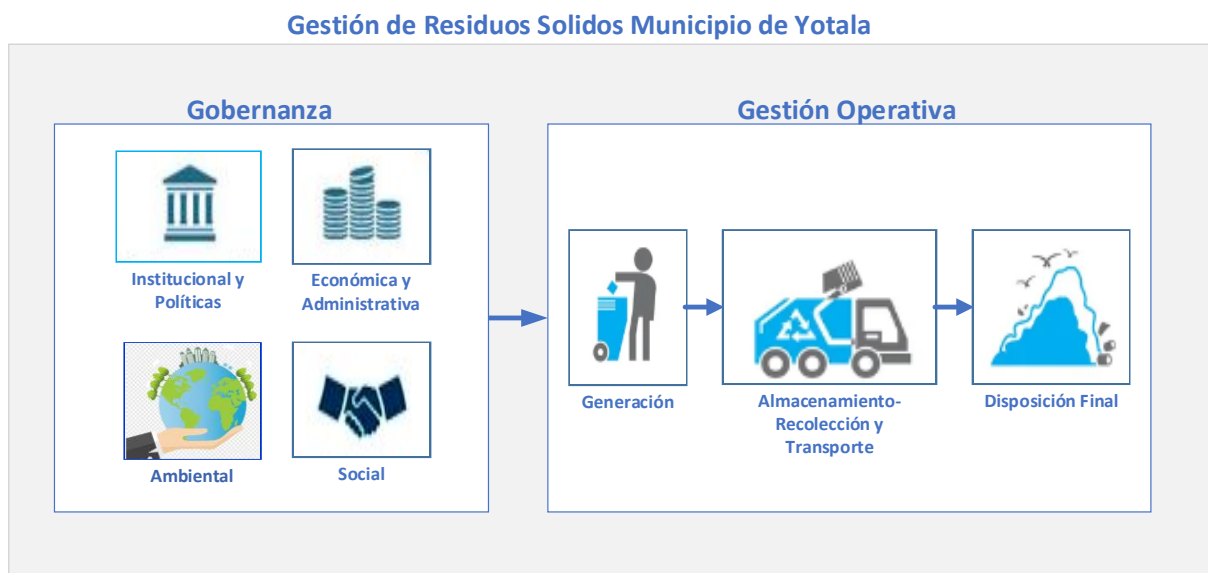 Gestión de Residuos Solidos Municipio de Yotala
Gobernanza
Institucional y
Políticas
Económica y
Administrativa
Ambiental
Social
Gestión Operativa
Generación
Almacenamiento-
Recolección y
Transporte
Disposición Final